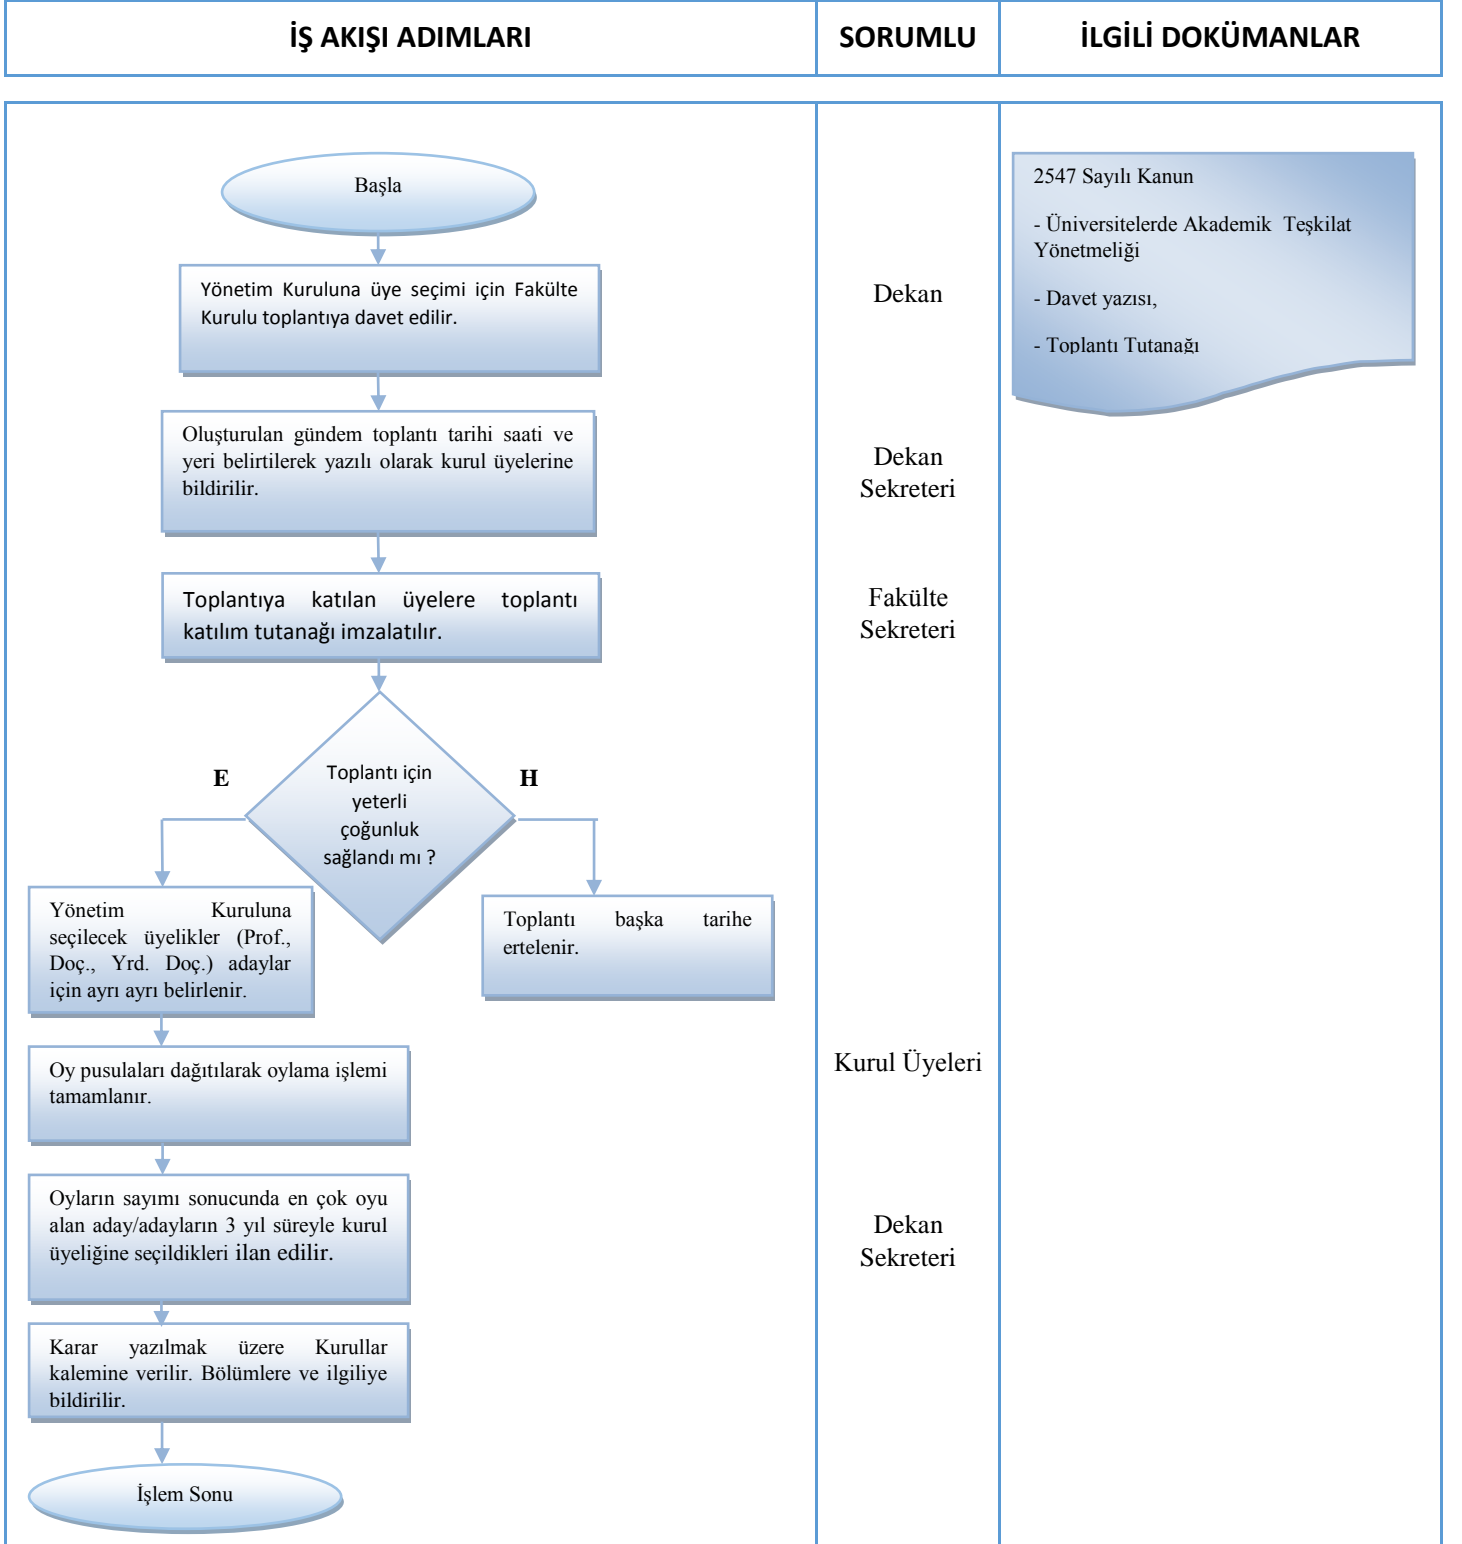 İŞ AKIŞI ADIMLARI
SORUMLU
İLGİLİ DOKÜMANLAR
Başla
Yönetim Kuruluna üye seçimi için Fakülte
Kurulu toplantıya davet edilir.
Dekan
2547 Sayılı Kanun
- Üniversitelerde Akademik Teşkilat
Yönetmeliği
- Davet yazısı,
- Toplantı Tutanağı
Oluşturulan gündem toplantı tarihi saati ve
yeri belirtilerek yazılı olarak kurul üyelerine
bildirilir.
Dekan
Sekreteri
Toplantıya katılan üyelere toplantı
katılım tutanağı imzalatılır.
Fakülte
Sekreteri
E
Toplantı için
yeterli
çoğunluk
sağlandı mı ?
H
Yönetim Kuruluna
seçilecek üyelikler (Prof.,
Doç., Yrd. Doç.) adaylar
için ayrı ayrı belirlenir.
Toplantı başka tarihe
ertelenir.
Oy pusulaları dağıtılarak oylama işlemi
tamamlanır.
Kurul Üyeleri
Oyların sayımı sonucunda en çok oyu
alan aday/adayların 3 yıl süreyle kurul
üyeliğine seçildikleri ilan edilir.
Dekan
Sekreteri
Karar yazılmak üzere Kurullar
kalemine verilir. Bölümlere ve ilgiliye
bildirilir.
İşlem Sonu